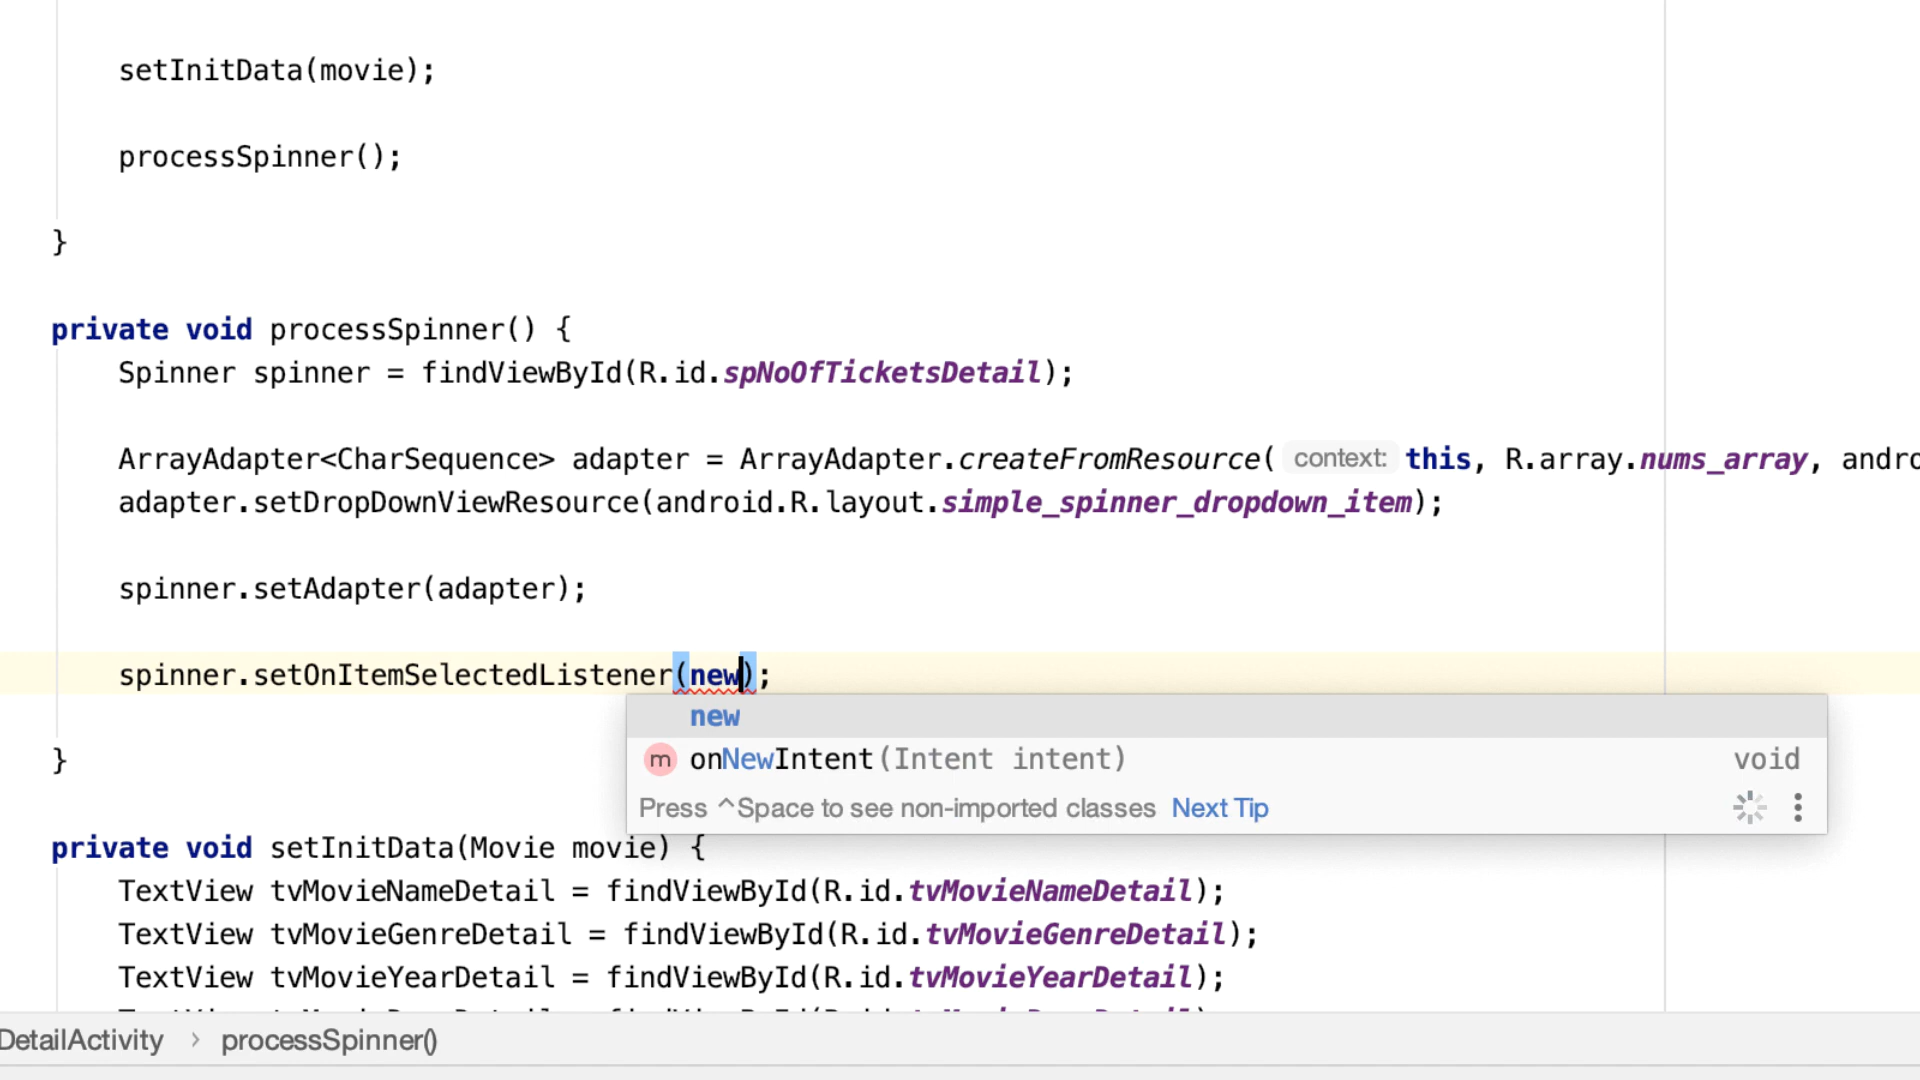 setInitData(movie);
processSpinner();
}
private void processSpinner() {
Spinner spinner = findViewById(R.id.spNoOfTicketsDetail);
ArrayAdapter<CharSequence> adapter = ArrayAdapter.createFromResource( context: this, R.array.nums_array, andro
adapter.setDropDownViewResource(android.R.layout.simple_spinner_dropdown_item);
spinner.setAdapter(adapter);
spinner.setOnItemSelectedListener(new);
new
m onNewIntent(Intent intent) void
Press ^Space to see non-imported classes Next Tip
}
private void setInitData(Movie movie) {
TextView tvMovieNameDetail = findViewById(R.id.tvMovieNameDetail);
TextView tvMovieGenreDetail = findViewById(R.id.tvMovieGenreDetail);
TextView tvMovieYearDetail = findViewById(R.id.tvMovieYearDetail);
DetailActivity > processSpinner()